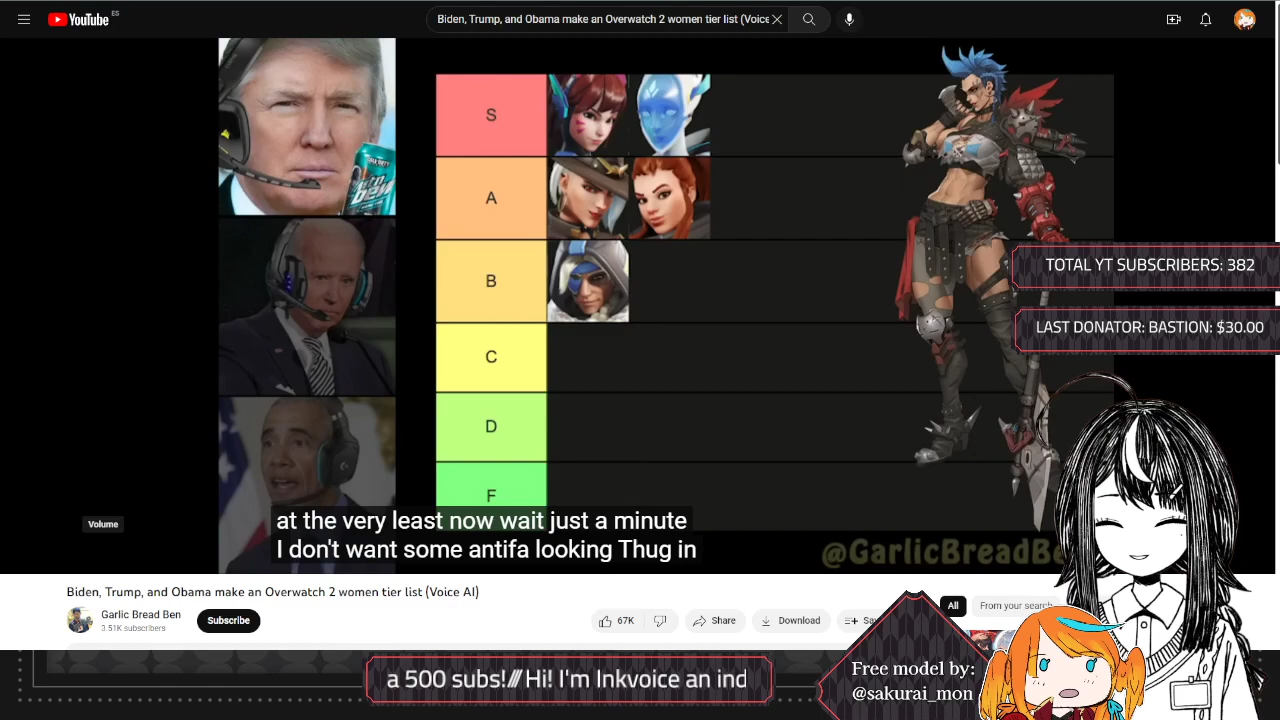 YouTube ES
Biden, Trump, and Obama make an Overwatch 2 women tier list (Voice
S
A
B
C
D
F
TOTAL YT SUBSCRIBERS: 382
LAST DONATOR: BASTION: $30.00
Volume
at the very least now wait just a minute
I don't want some antifa looking Thug in
@GarlicBreadBe
Biden, Trump, and Obama make an Overwatch 2 women tier list (Voice AI)
Garlic Bread Ben
3.51K subscribers
Subscribe
67K
Share
Download
Sav
All
From your search
a 500 subs!/// Hi! I'm Inkvoice an ind
Free model by:
@sakurai_mon